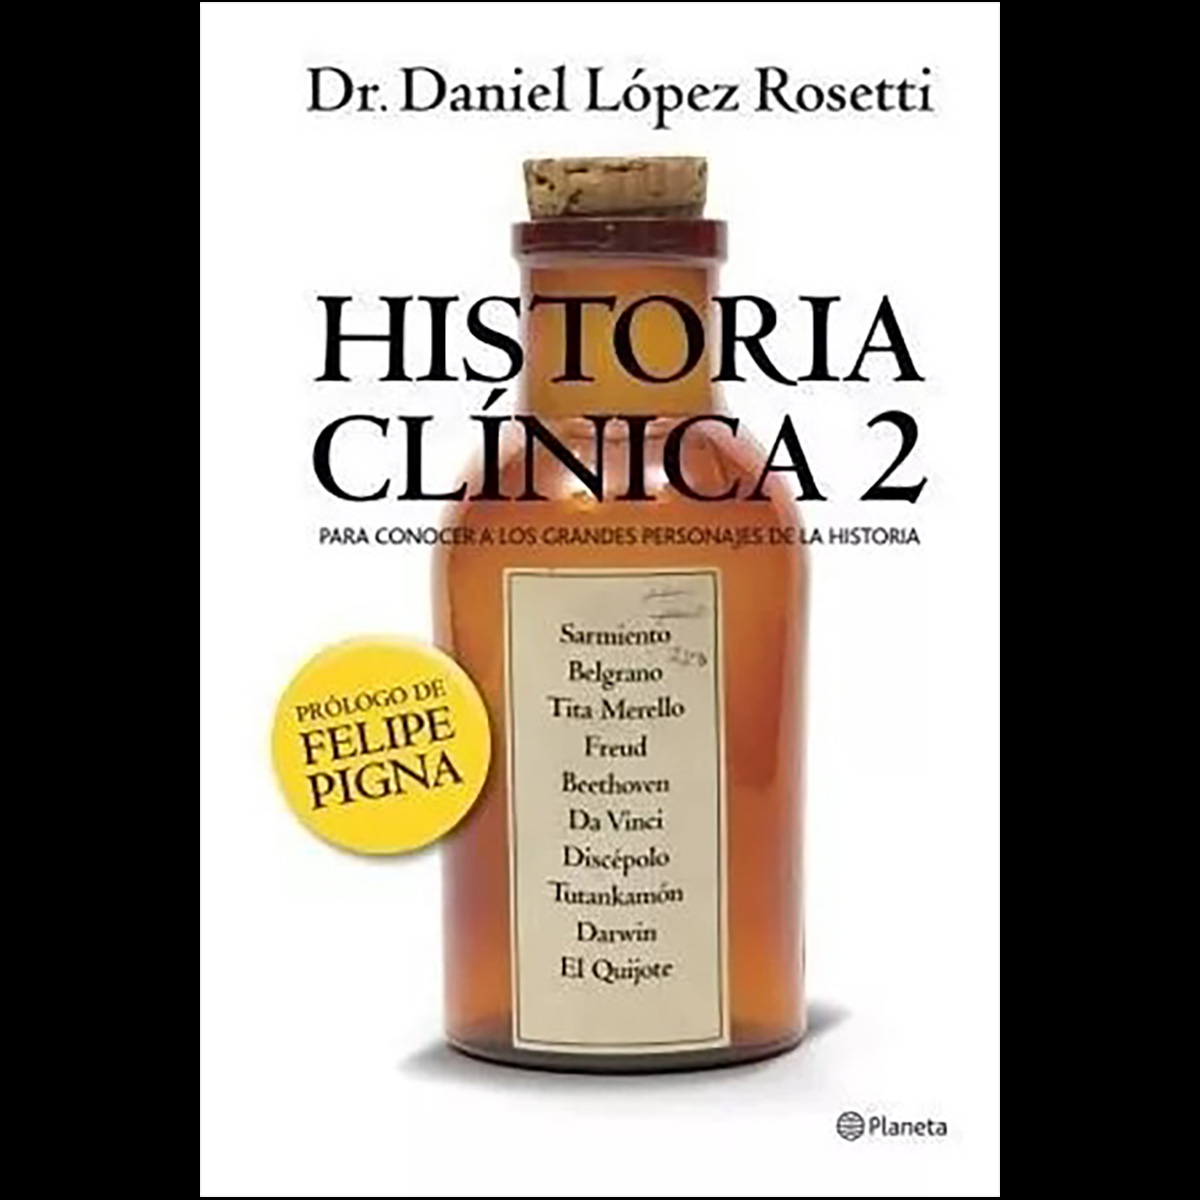 Dr. Daniel López Rosetti
HISTORIA
CLÍNICA 2
PARA CONOCER A LOS GRANDES PERSONAJES DE LA HISTORIA
PRÓLOGO DE
FELIPE
PIGNA
Sarmiento
Belgrano
Tita Merello
Freud
Beethoven
Da Vinci
Discépolo
Tutankamón
Darwin
El Quijote
Planeta